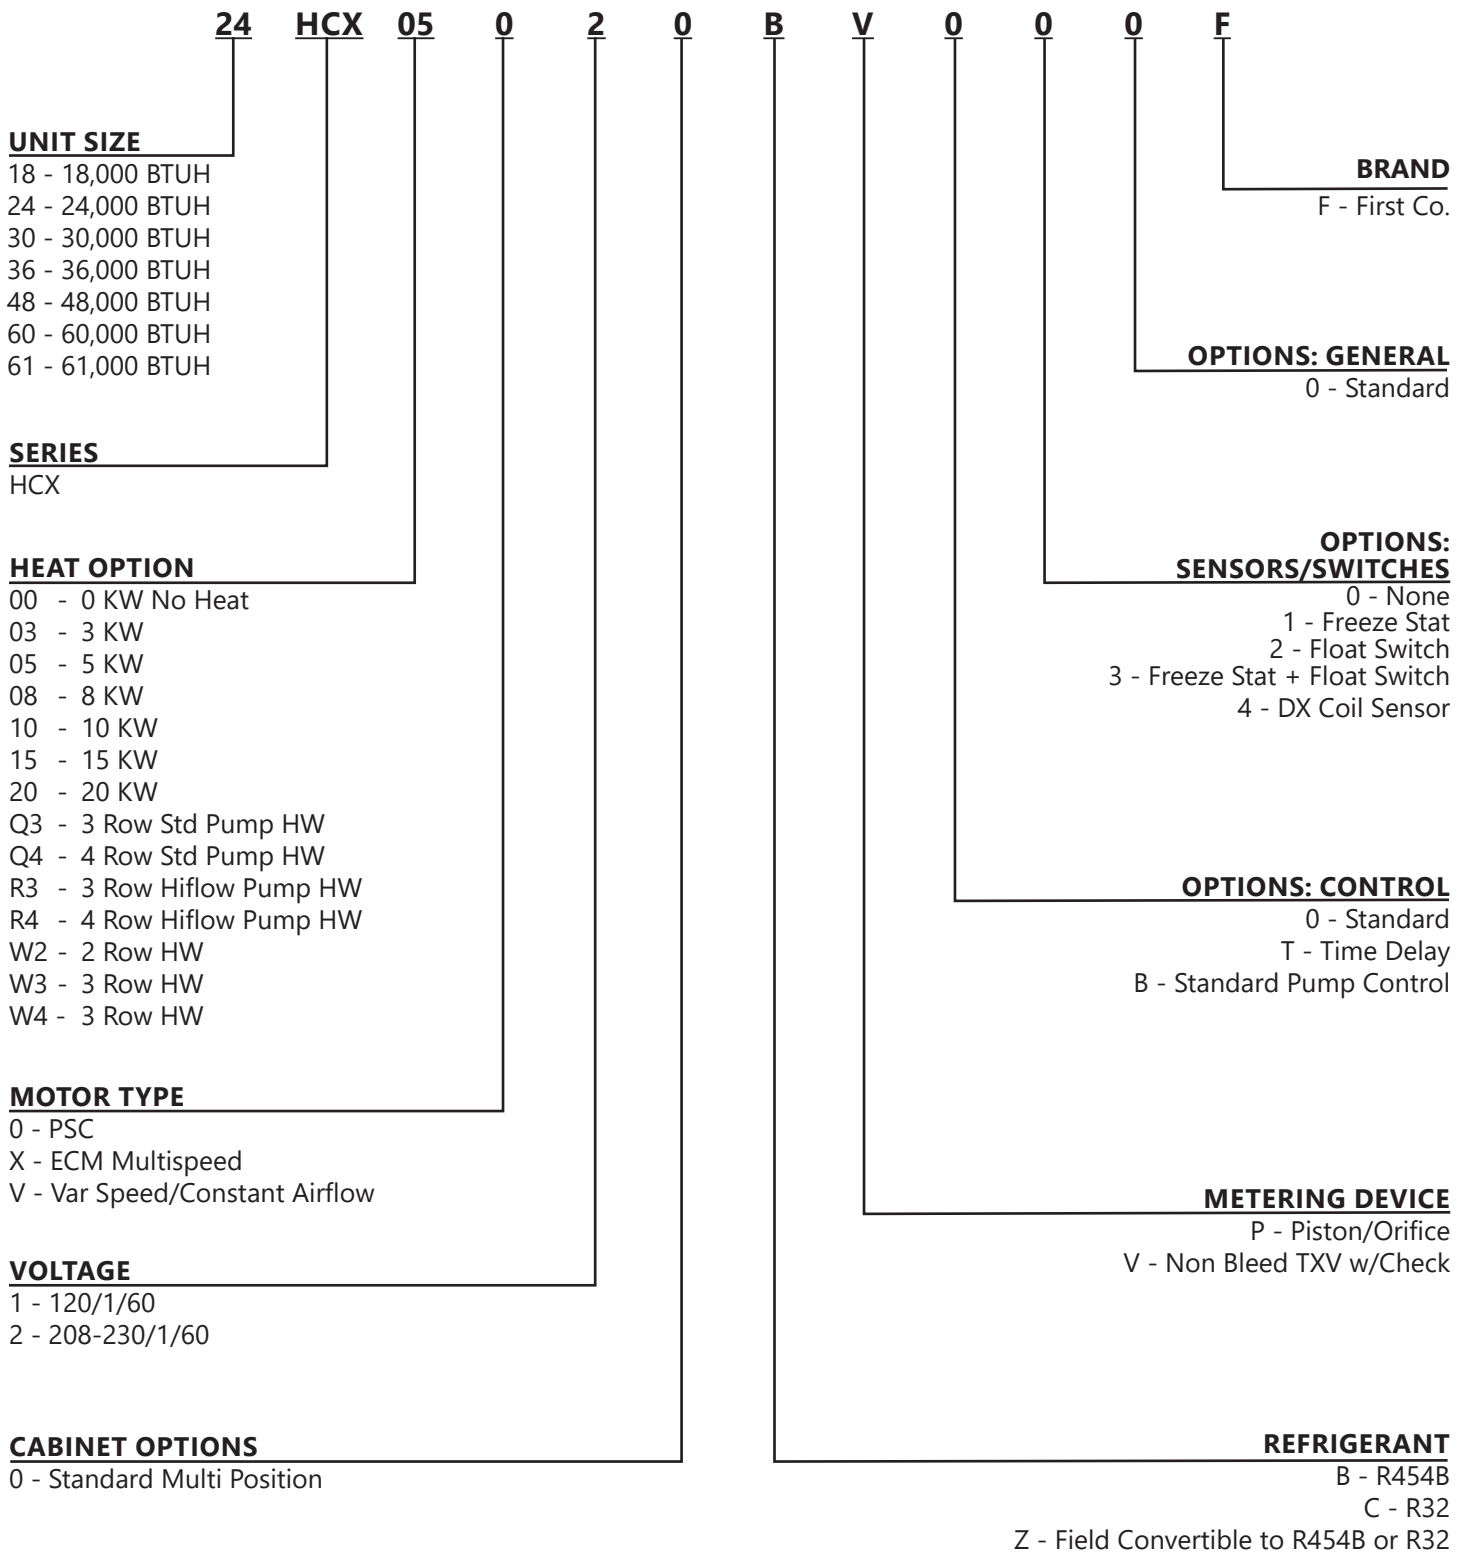 24 HCX 05 0 2 0 B V 0 0 0 F
UNIT SIZE
18 - 18,000 BTUH
24 - 24,000 BTUH
30 - 30,000 BTUH
36 - 36,000 BTUH
48 - 48,000 BTUH
60 - 60,000 BTUH
61 - 61,000 BTUH
SERIES
HCX
HEAT OPTION
00 - 0 KW No Heat
03 - 3 KW
05 - 5 KW
08 - 8 KW
10 - 10 KW
15 - 15 KW
20 - 20 KW
Q3 - 3 Row Std Pump HW
Q4 - 4 Row Std Pump HW
R3 - 3 Row Hiflow Pump HW
R4 - 4 Row Hiflow Pump HW
W2 - 2 Row HW
W3 - 3 Row HW
W4 - 3 Row HW
MOTOR TYPE
0 - PSC
X - ECM Multispeed
V - Var Speed/Constant Airflow
VOLTAGE
1 - 120/1/60
2 - 208-230/1/60
CABINET OPTIONS
0 - Standard Multi Position
BRAND
F - First Co.
OPTIONS: GENERAL
0 - Standard
OPTIONS:
SENSORS/SWITCHES
0 - None
1 - Freeze Stat
2 - Float Switch
3 - Freeze Stat + Float Switch
4 - DX Coil Sensor
OPTIONS: CONTROL
0 - Standard
T - Time Delay
B - Standard Pump Control
METERING DEVICE
P - Piston/Orifice
V - Non Bleed TXV w/Check
REFRIGERANT
B - R454B
C - R32
Z - Field Convertible to R454B or R32